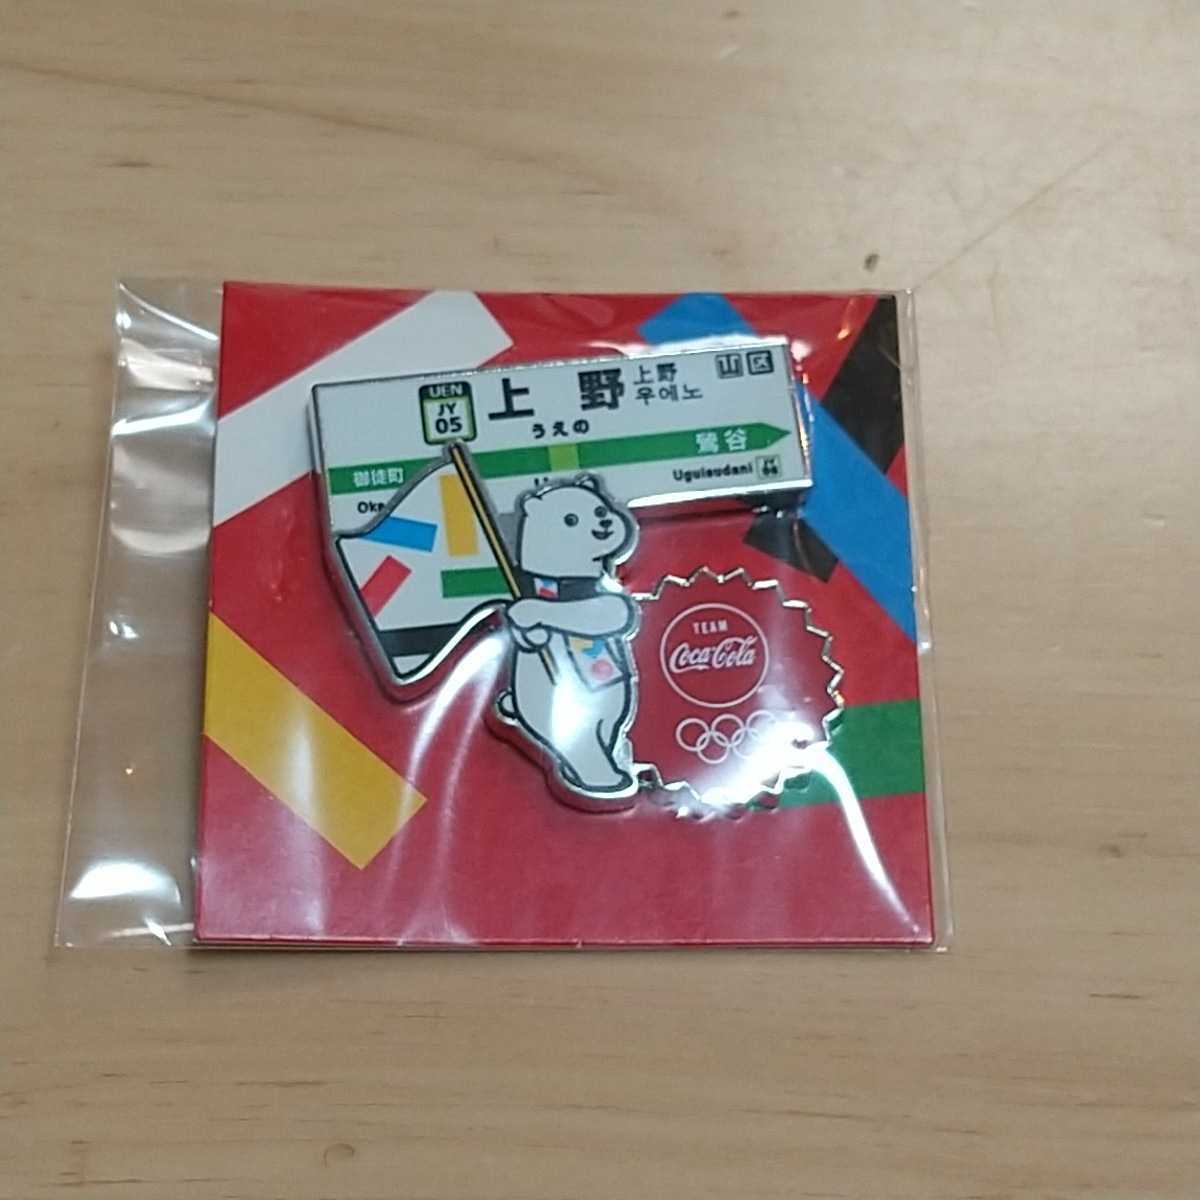 UEN
JY
05
上野
上野
우에노
山 区
うえの
御徒町
鶯谷
Oka
Uguisudani
JY
06
TEAM
Coca-Cola